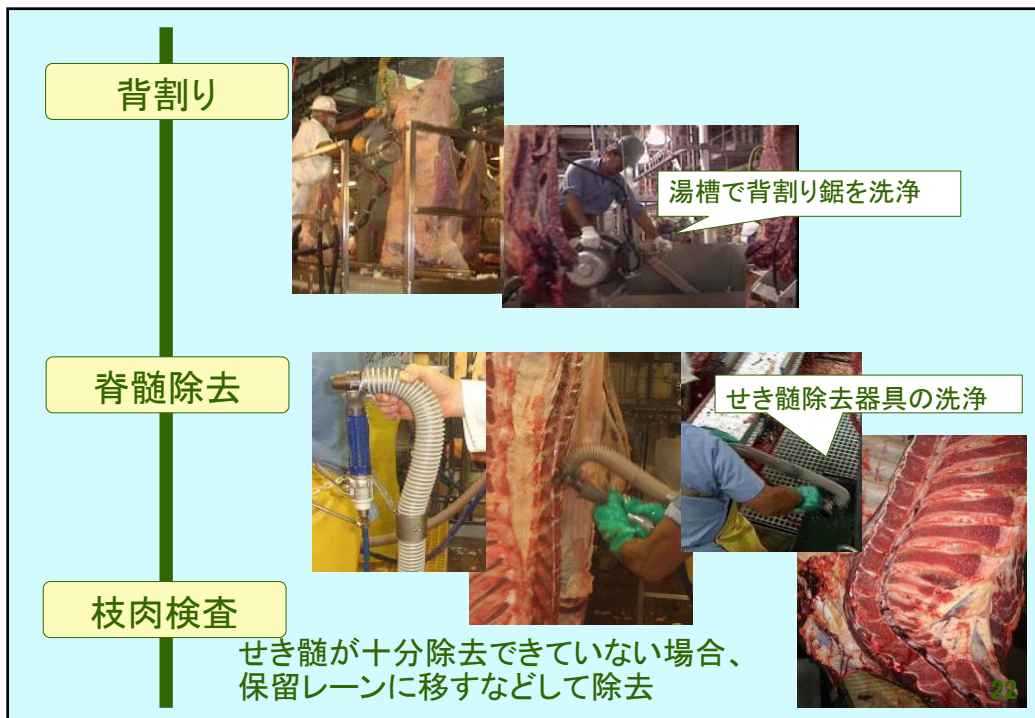 背割り
湯槽で背割り鋸を洗浄
脊髄除去
せき髄除去器具の洗浄
枝肉検査
せき髄が十分除去できていない場合、
保留レーンに移すなどして除去
22